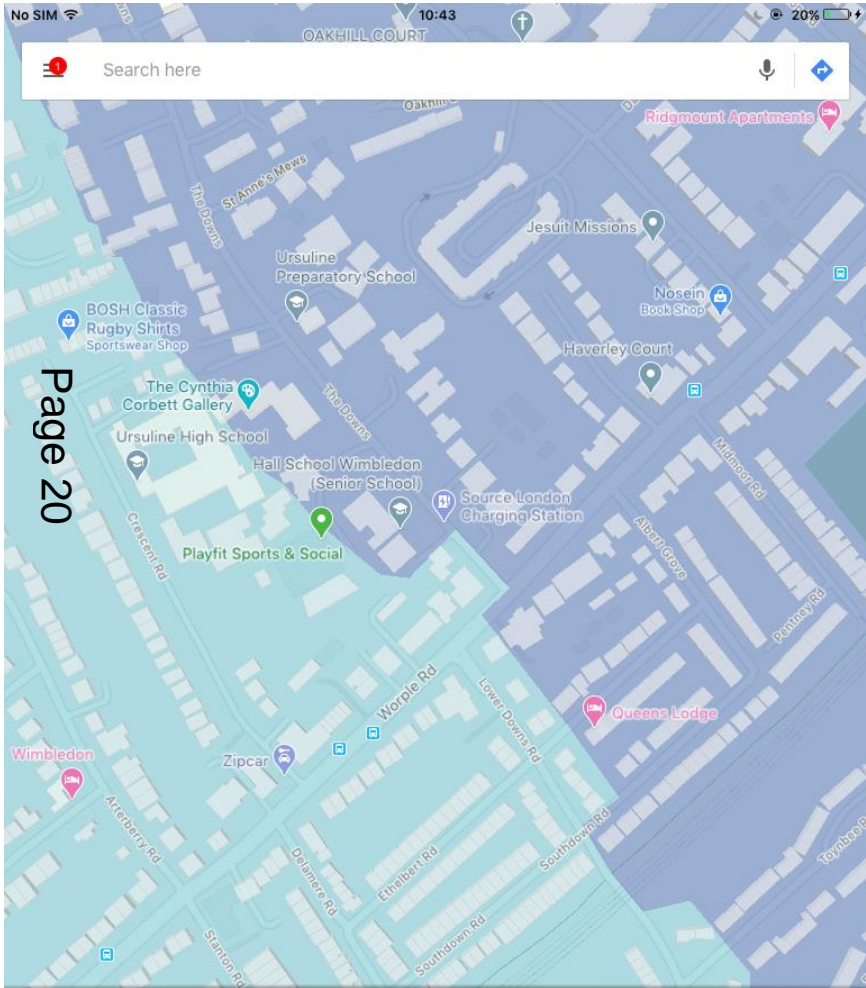 No SIM
10:43
20%
OAKHILL COURT
1
Search here
Ridgmount Apartments
St Anne's Mews
The Downs
Jesuit Missions
Ursuline
Preparatory School
Nosein
Book Shop
BOSH Classic
Rugby Shirts
Sportswear Shop
Haverley Court
The Cynthia
Corbett Gallery
The Downs
Page 20
Ursuline High School
Hall School Wimbledon
(Senior School)
Midmoor Rd
Source London
Charging Station
Albert Grove
Crescent Rd
Playfit Sports & Social
Pentney Rd
Worple Rd
Lower Downs Rd
Queens Lodge
Wimbledon
Zipcar
Arterberry Rd
Southdown Rd
Delamere Rd
Ethelbert Rd
Stanton Rd
Southdown Rd